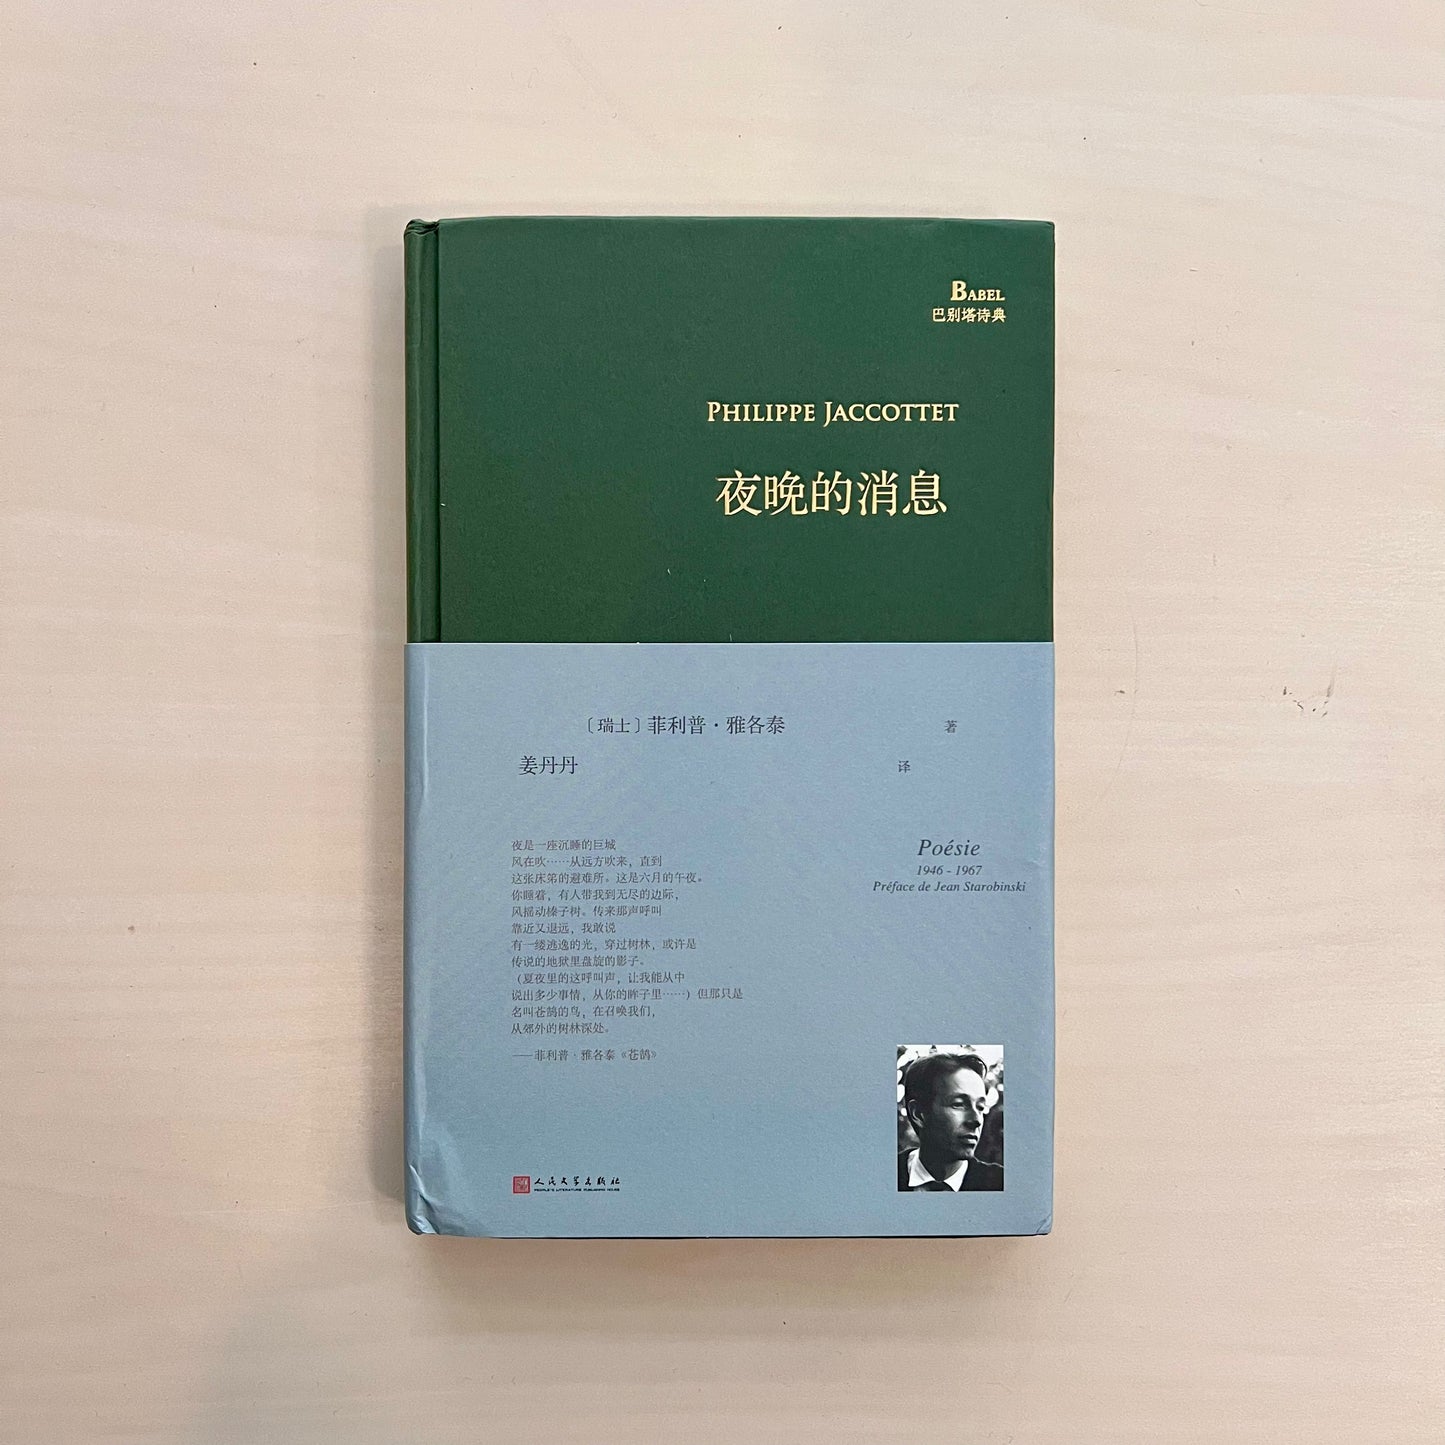 BABEL
巴别塔诗典
PHILIPPE JACCOTTET
夜晚的消息
〔瑞士〕菲利普·雅各泰 著
姜丹丹 译
夜是一座沉睡的巨城
风在吹……从远方吹来，直到
这张床笫的避难所。这是六月的午夜。
你睡着，有人带我到无尽的边际，
风摇动榛子树。传来那声呼叫
靠近又退远，我敢说
有一缕逃逸的光，穿过树林，或许是
传说的地狱里盘旋的影子。
（夏夜里的这呼叫声，让我能从中
说出多少事情，从你的眸子里……）但那只是
名叫苍鸮的鸟，在召唤我们，
从郊外的树林深处。
——菲利普·雅各泰《苍鸮》
Poésie
1946 - 1967
Préface de Jean Starobinski
人民文学出版社
PEOPLE'S LITERATURE PUBLISHING HOUSE